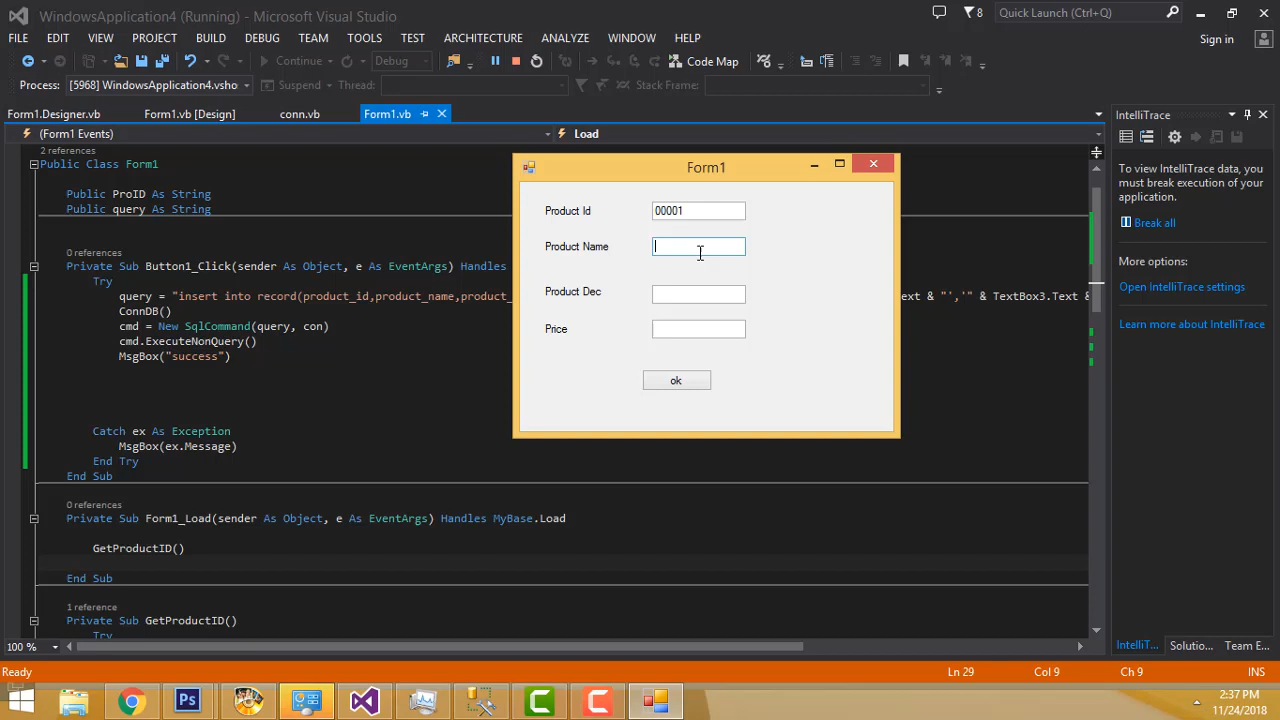 WindowsApplication4 (Running) - Microsoft Visual Studio
8
Quick Launch (Ctrl+Q)
FILE EDIT VIEW PROJECT BUILD DEBUG TEAM TOOLS TEST ARCHITECTURE ANALYZE WINDOW HELP
Sign in
Continue Debug Code Map
Process: [5968] WindowsApplication4.vsho Suspend Thread: Stack Frame:
Form1.Designer.vb Form1.vb [Design] conn.vb Form1.vb
IntelliTrace
(Form1 Events) Load
2 references
Public Class Form1
Public ProID As String
Public query As String
0 references
Private Sub Button1_Click(sender As Object, e As EventArgs) Handles
Try
query = "insert into record(product_id,product_name,product_
ext & "','" & TextBox3.Text &
ConnDB()
cmd = New SqlCommand(query, con)
cmd.ExecuteNonQuery()
MsgBox("success")
Catch ex As Exception
MsgBox(ex.Message)
End Try
End Sub
0 references
Private Sub Form1_Load(sender As Object, e As EventArgs) Handles MyBase.Load
GetProductID()
End Sub
1 reference
Private Sub GetProductID()
Try
Form1
Product Id 00001
Product Name
Product Dec
Price
ok
To view IntelliTrace data, you
must break execution of your
application.
Break all
More options:
Open IntelliTrace settings
Learn more about IntelliTrace
100 %
IntelliT... Solutio... Team E...
Ready Ln 29 Col 9 Ch 9 INS
2:37 PM
11/24/2018